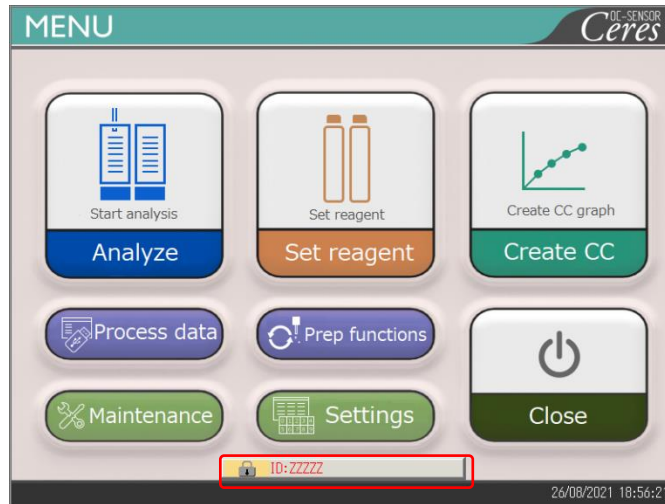 MENU
OC-SENSOR
Ceres
Start analysis
Analyze
Set reagent
Set reagent
Create CC graph
Create CC
Process data
Prep functions
Close
Maintenance
Settings
ID:ZZZZZ
26/08/2021 18:56:2